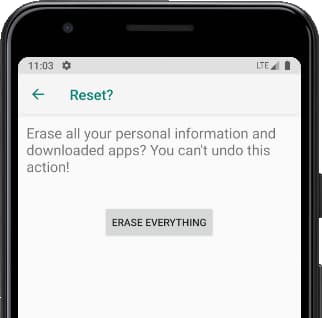 11:03 LTE
Reset?
Erase all your personal information and
downloaded apps? You can't undo this
action!
ERASE EVERYTHING